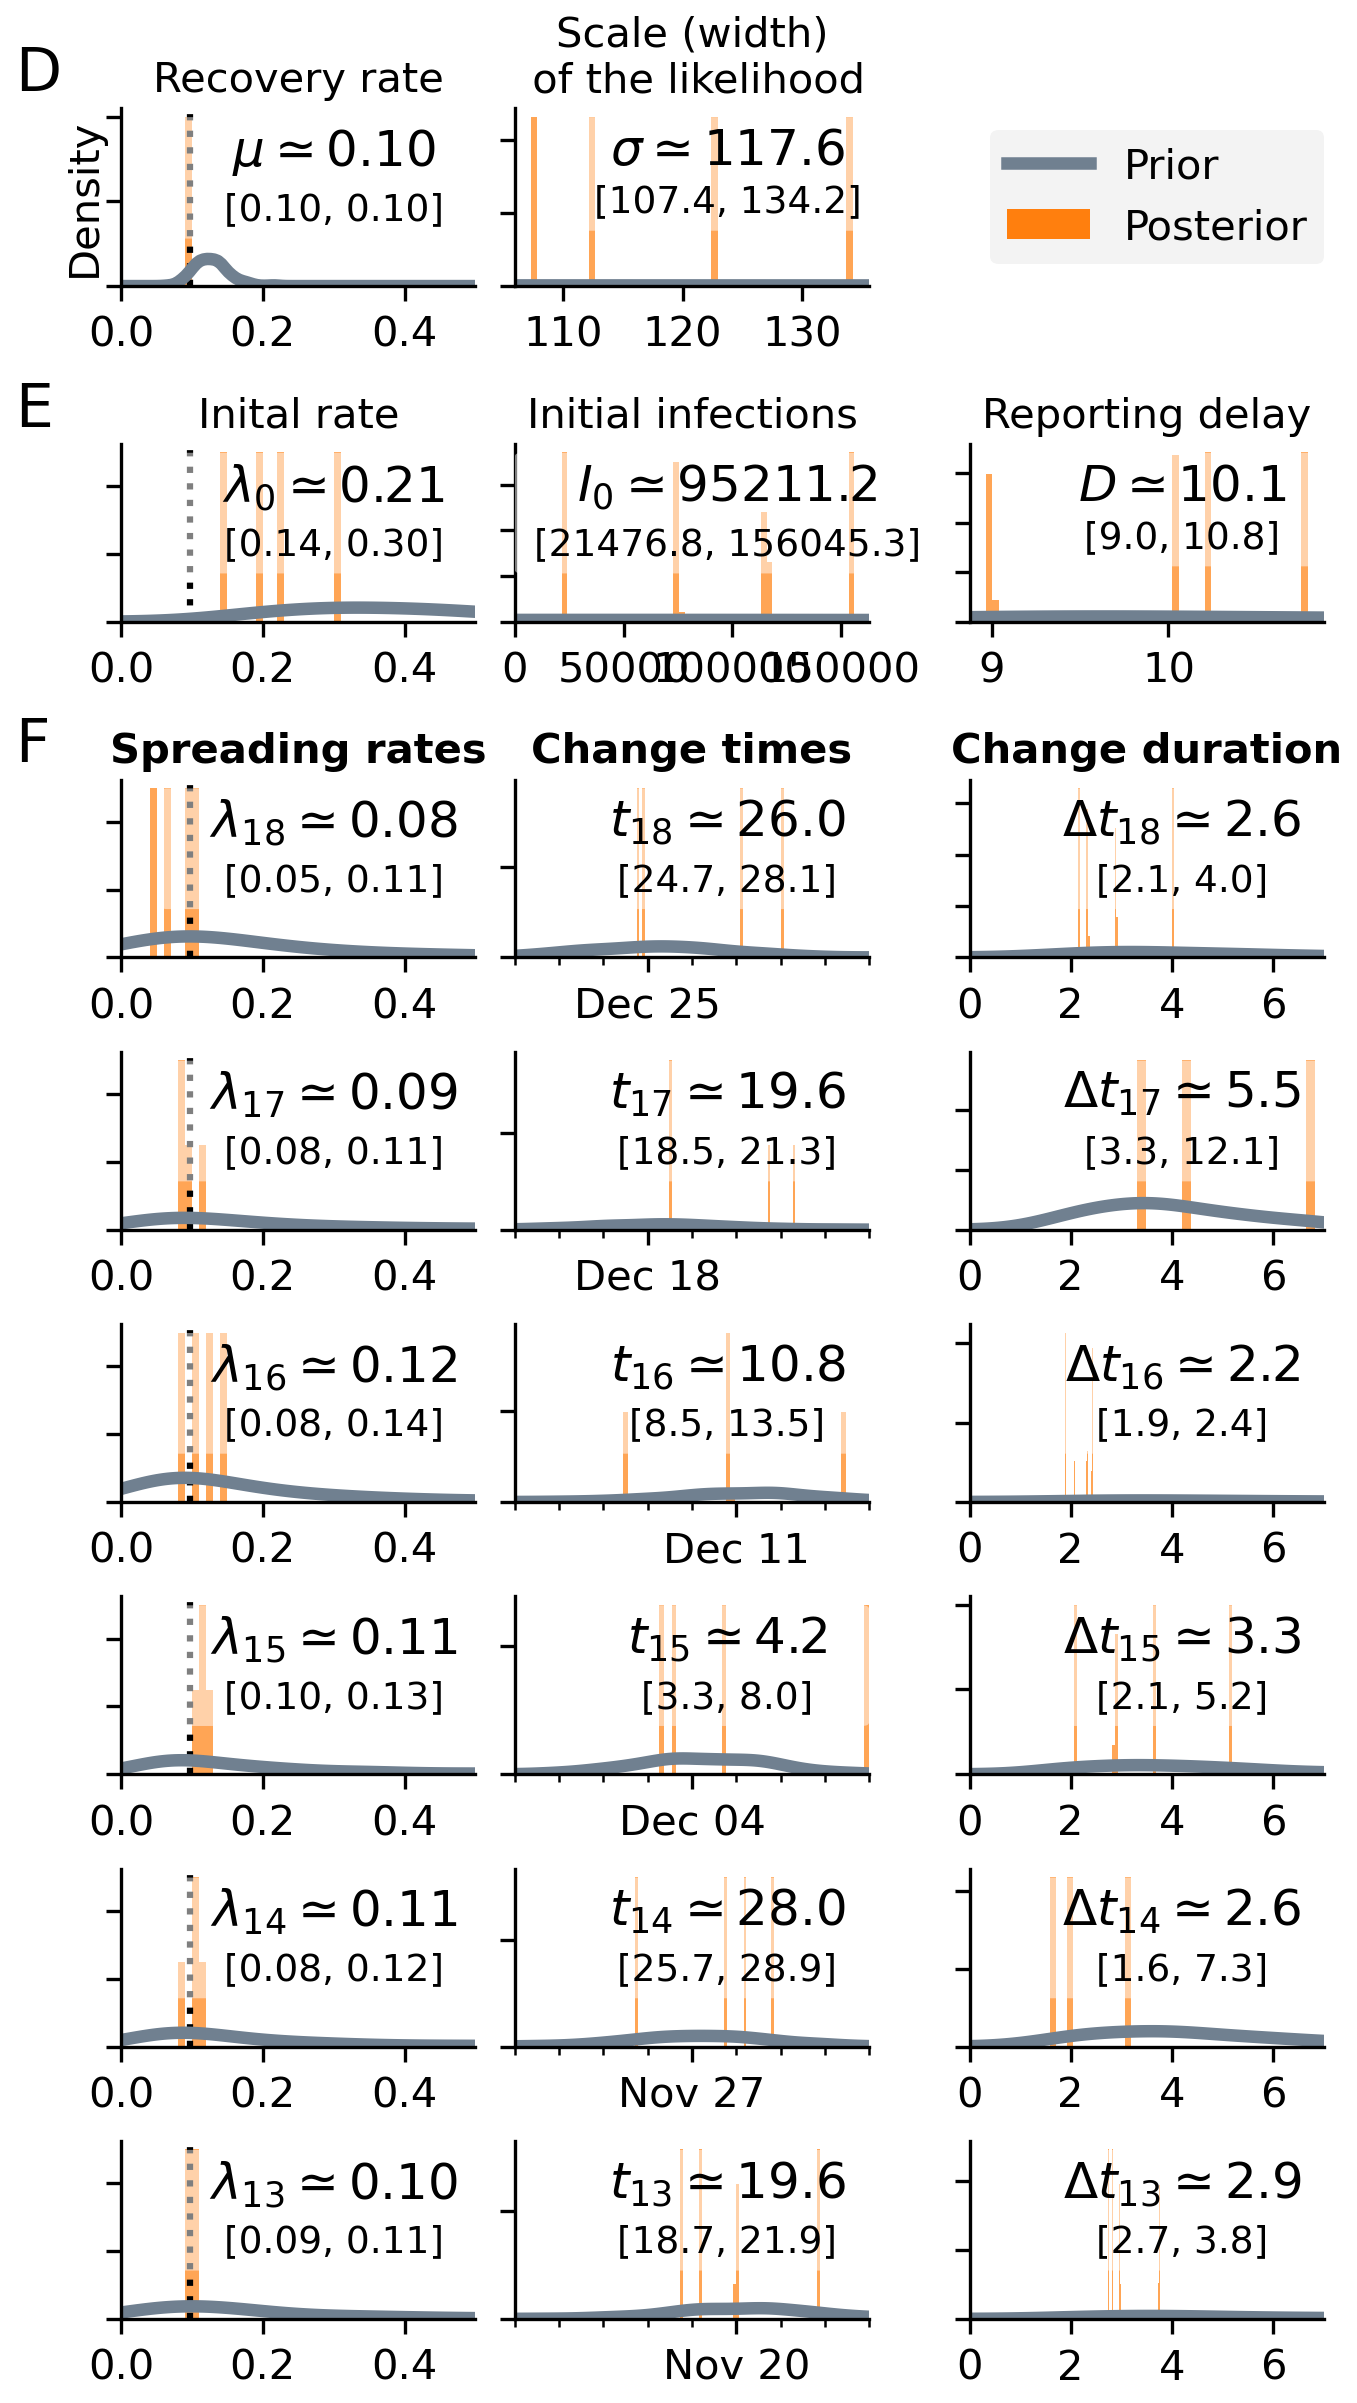 D
Recovery rate
Scale (width)
of the likelihood
Density
μ ≃ 0.10
[0.10, 0.10]
0.0 0.2 0.4
σ ≃ 117.6
[107.4, 134.2]
110 120 130
Prior
Posterior
E
Inital rate
Initial infections
Reporting delay
λ₀ ≃ 0.21
[0.14, 0.30]
0.0 0.2 0.4
I₀ ≃ 95211.2
[21476.8, 156045.3]
0 50000 100000 150000
D ≃ 10.1
[9.0, 10.8]
9 10
F
Spreading rates
Change times
Change duration
λ₁₈ ≃ 0.08
[0.05, 0.11]
0.0 0.2 0.4
t₁₈ ≃ 26.0
[24.7, 28.1]
Dec 25
Δt₁₈ ≃ 2.6
[2.1, 4.0]
0 2 4 6
λ₁₇ ≃ 0.09
[0.08, 0.11]
0.0 0.2 0.4
t₁₇ ≃ 19.6
[18.5, 21.3]
Dec 18
Δt₁₇ ≃ 5.5
[3.3, 12.1]
0 2 4 6
λ₁₆ ≃ 0.12
[0.08, 0.14]
0.0 0.2 0.4
t₁₆ ≃ 10.8
[8.5, 13.5]
Dec 11
Δt₁₆ ≃ 2.2
[1.9, 2.4]
0 2 4 6
λ₁₅ ≃ 0.11
[0.10, 0.13]
0.0 0.2 0.4
t₁₅ ≃ 4.2
[3.3, 8.0]
Dec 04
Δt₁₅ ≃ 3.3
[2.1, 5.2]
0 2 4 6
λ₁₄ ≃ 0.11
[0.08, 0.12]
0.0 0.2 0.4
t₁₄ ≃ 28.0
[25.7, 28.9]
Nov 27
Δt₁₄ ≃ 2.6
[1.6, 7.3]
0 2 4 6
λ₁₃ ≃ 0.10
[0.09, 0.11]
0.0 0.2 0.4
t₁₃ ≃ 19.6
[18.7, 21.9]
Nov 20
Δt₁₃ ≃ 2.9
[2.7, 3.8]
0 2 4 6